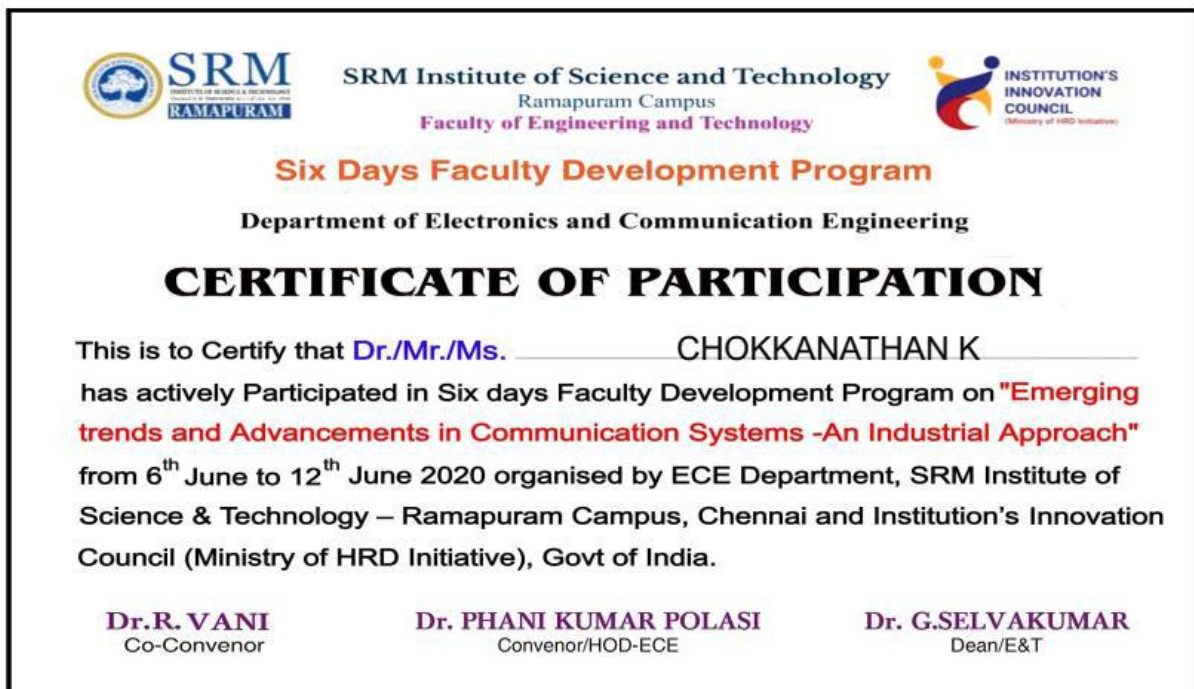 SRM
INSTITUTE OF SCIENCE & TECHNOLOGY
RAMAPURAM
SRM Institute of Science and Technology
Ramapuram Campus
Faculty of Engineering and Technology
INSTITUTION'S
INNOVATION
COUNCIL
(Ministry of HRD Initiative)
Six Days Faculty Development Program
Department of Electronics and Communication Engineering
CERTIFICATE OF PARTICIPATION
This is to Certify that Dr./Mr./Ms. CHOKKANATHAN K
has actively Participated in Six days Faculty Development Program on "Emerging
trends and Advancements in Communication Systems -An Industrial Approach"
from 6th June to 12th June 2020 organised by ECE Department, SRM Institute of
Science & Technology – Ramapuram Campus, Chennai and Institution's Innovation
Council (Ministry of HRD Initiative), Govt of India.
Dr.R. VANI Dr. PHANI KUMAR POLASI Dr. G.SELVAKUMAR
Co-Convenor Convenor/HOD-ECE Dean/E&T